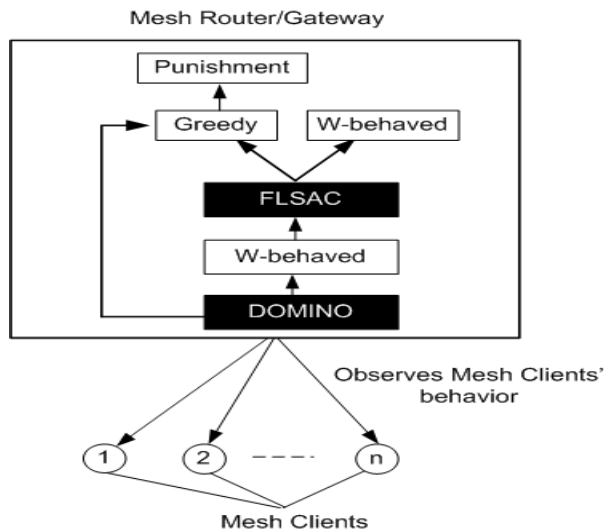 Mesh Router/Gateway
Punishment
Greedy
W-behaved
FLSAC
W-behaved
DOMINO
Observes Mesh Clients'
behavior
1
2
n
Mesh Clients